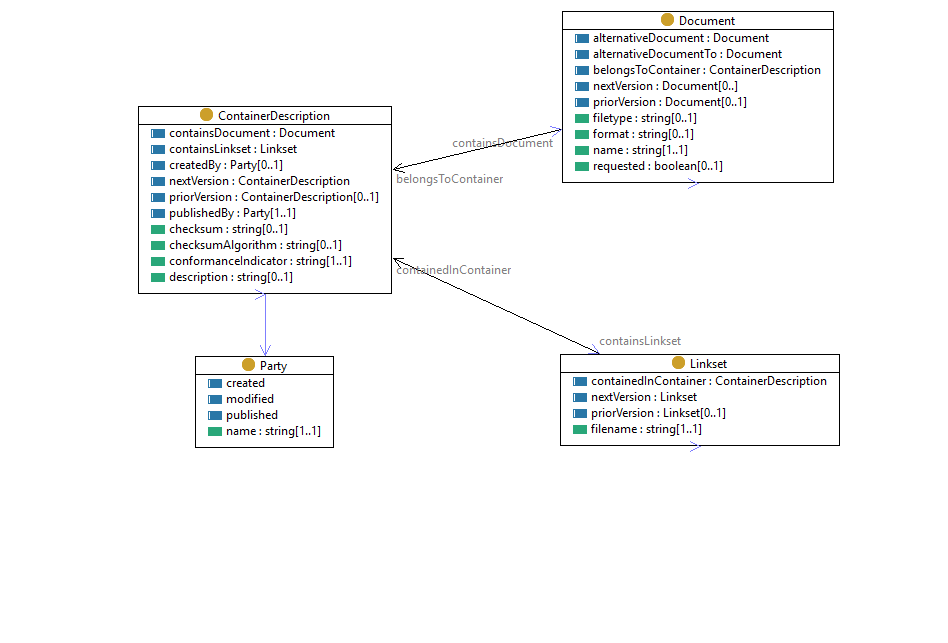 Document
alternativeDocument : Document
alternativeDocumentTo : Document
belongsToContainer : ContainerDescription
nextVersion : Document[0..]
priorVersion : Document[0..1]
filetype : string[0..1]
format : string[0..1]
name : string[1..1]
requested : boolean[0..1]
ContainerDescription
containsDocument : Document
containsLinkset : Linkset
createdBy : Party[0..1]
nextVersion : ContainerDescription
priorVersion : ContainerDescription[0..1]
publishedBy : Party[1..1]
checksum : string[0..1]
checksumAlgorithm : string[0..1]
conformanceIndicator : string[1..1]
description : string[0..1]
containsDocument
belongsToContainer
containedInContainer
containsLinkset
Party
created
modified
published
name : string[1..1]
Linkset
containedInContainer : ContainerDescription
nextVersion : Linkset
priorVersion : Linkset[0..1]
filename : string[1..1]